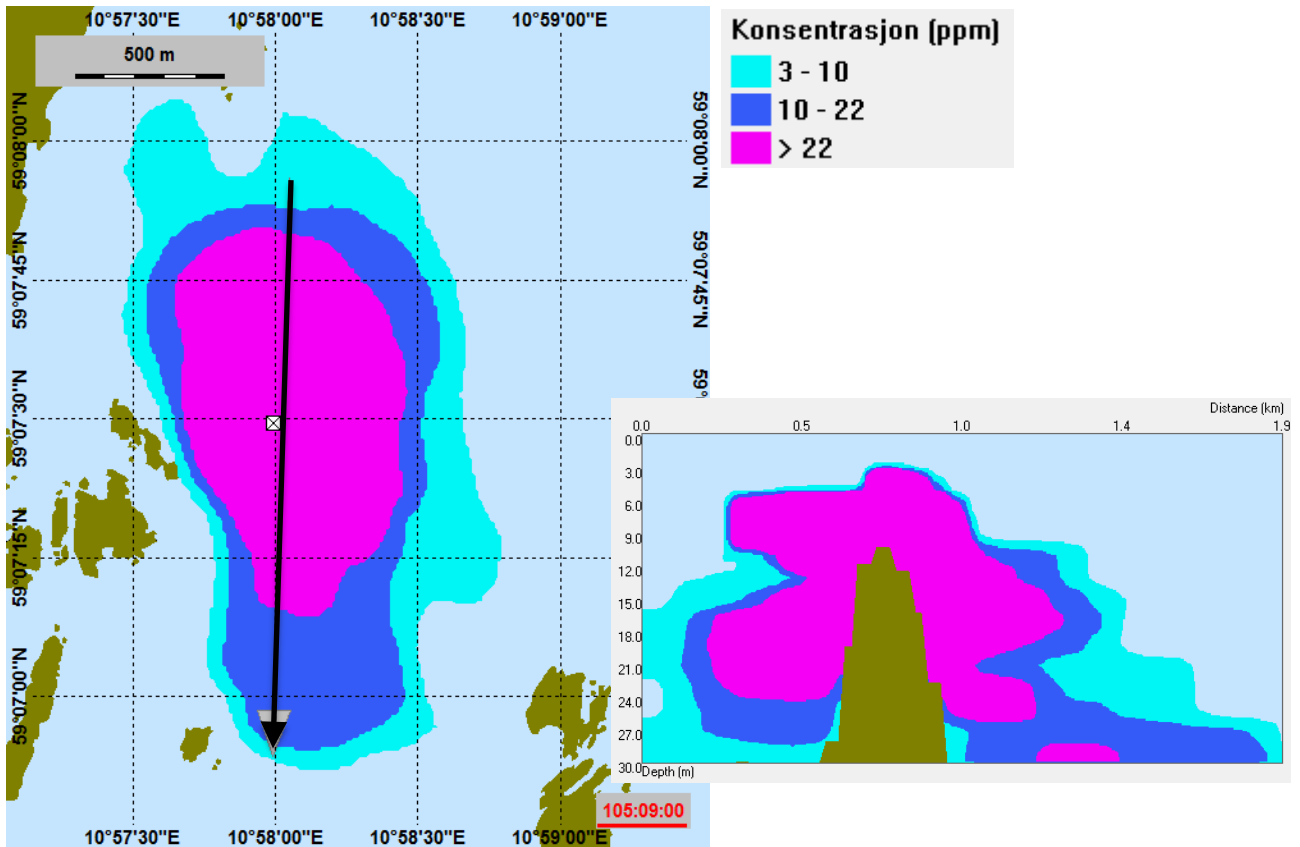 10°57'30"E 10°58'00"E 10°58'30"E 10°59'00"E
500 m
Konsentrasjon (ppm)
3 - 10
10 - 22
> 22
59°08'00"N
59°08'00"N
59°07'45"N
59°07'45"N
59°07'30"N
59°
59°07'15"N
59°07'00"N
105:09:00
10°57'30"E 10°58'00"E 10°58'30"E 10°59'00"E
Distance (km)
0.0 0.5 1.0 1.4 1.9
0.0
3.0
6.0
9.0
12.0
15.0
18.0
21.0
24.0
27.0
30.0 Depth (m)